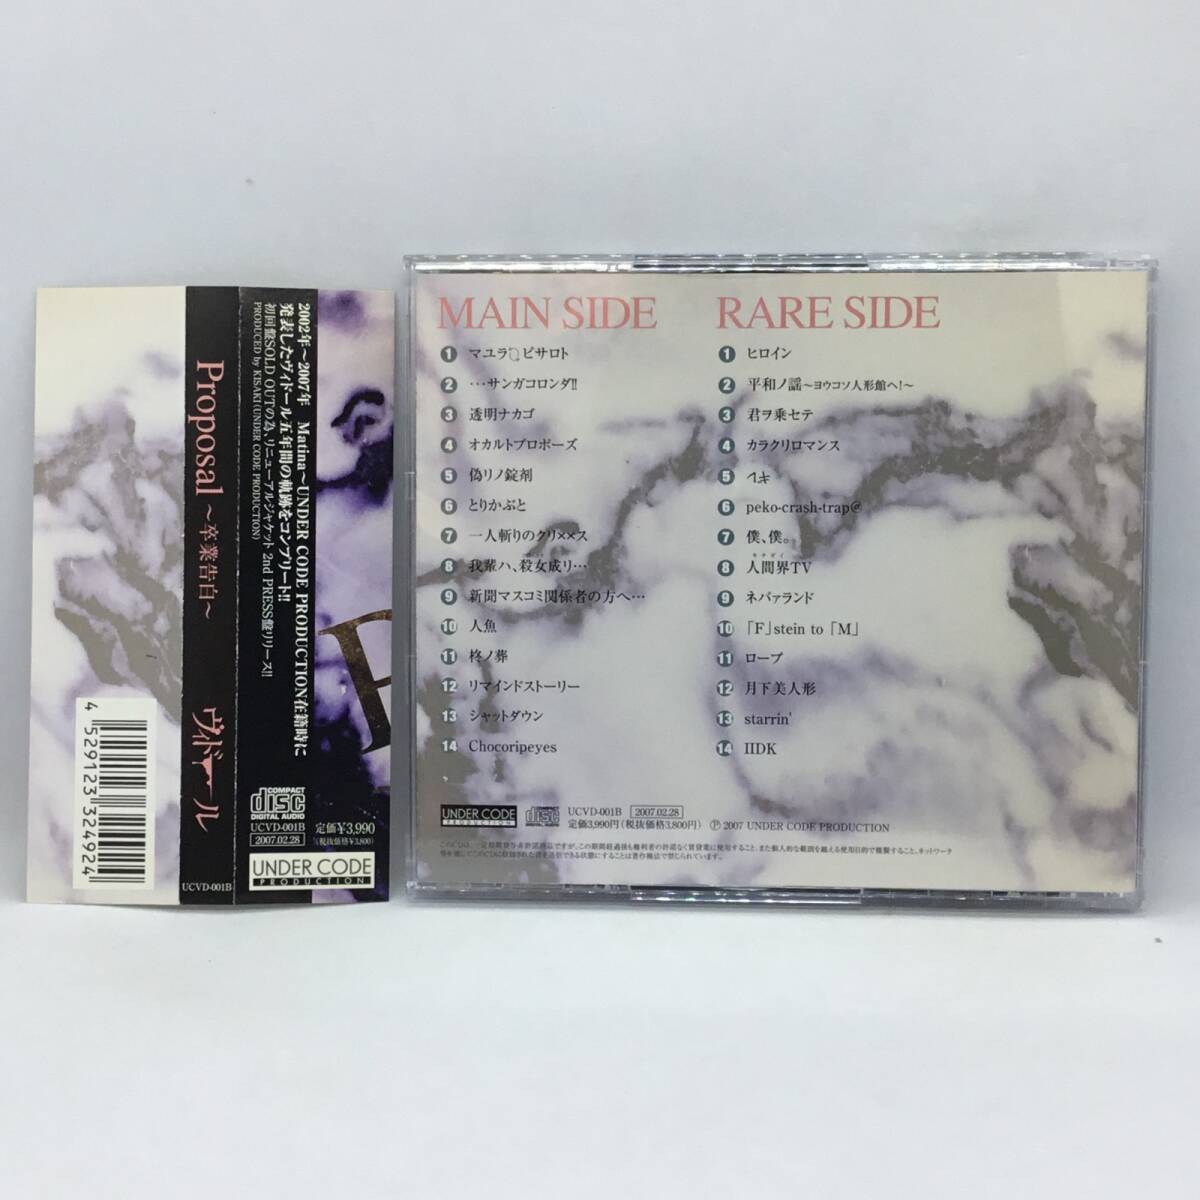 2002年～2007年　Matina～UNDER CODE PRODUCTION在籍時に
発表したヴィドール五年間の軌跡をコンプリート!!
初回盤SOLD OUTの為、リニューアルジャケット 2nd PRESS盤リリース!!
PRODUCED by KISAKI (UNDER CODE PRODUCTION)
COMPACT
disc
DIGITAL AUDIO
UCVD-001B
2007.02.28
定価¥3,990
(税抜価格¥3,800)
UNDER CODE
PRODUCTION
Proposal ～卒業告白～
ヴィドール
UCVD-001B
4 529123 324924
P
MAIN SIDE
1 マユラ ピサロト
2 …サンガコロンダ!!
3 透明ナカゴ
4 オカルトプロポーズ
5 偽リノ錠剤
6 とりかぶと
7 一人斬りのクリ××ス
8 我輩ハ、殺女成リ…
9 新聞マスコミ関係者の方へ…
10 人魚
11 柊ノ葬
12 リマインドストーリー
13 シャットダウン
14 Chocoripeyes
RARE SIDE
1 ヒロイン
2 平和ノ謡～ヨウコソ人形館ヘ!～
3 君ヲ乗セテ
4 カラクリロマンス
5 ヘキ
6 peko-crash-trap@
7 僕、僕。
8 人間界TV
9 ネバァランド
10 「F」stein to 「M」
11 ロープ
12 月下美人形
13 starrin'
14 IIDK
UNDER CODE
PRODUCTION
disc
UCVD-001B 2007.02.28
定価3,990円（税抜価格3,800円） Ⓟ 2007 UNDER CODE PRODUCTION